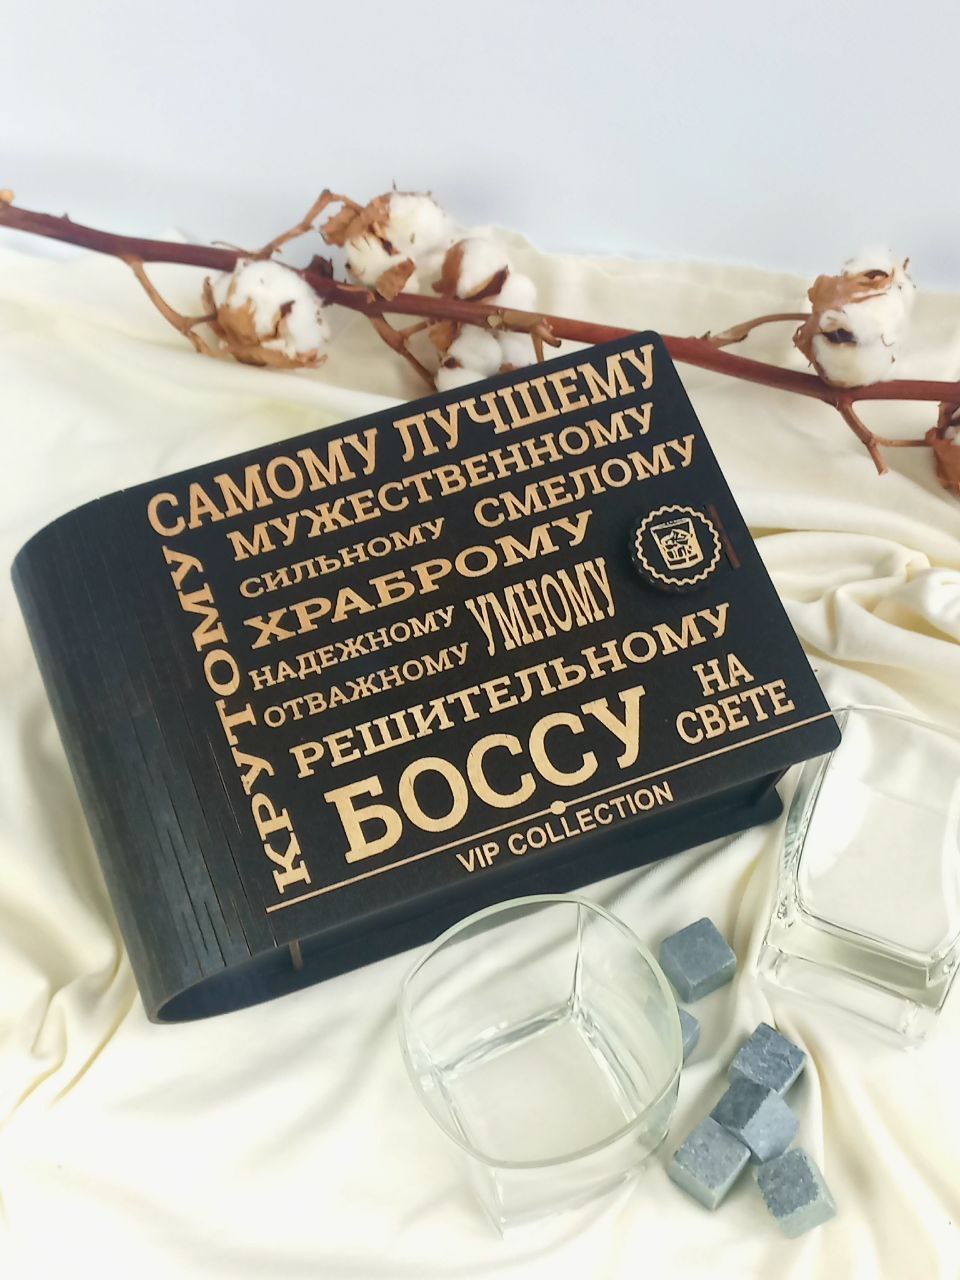 САМОМУ ЛУЧШЕМУ
КРУТОМУ
МУЖЕСТВЕННОМУ
СИЛЬНОМУ СМЕЛОМУ
ХРАБРОМУ
НАДЕЖНОМУ УМНОМУ
ОТВАЖНОМУ
РЕШИТЕЛЬНОМУ
БОССУ НА
СВЕТЕ
VIP COLLECTION